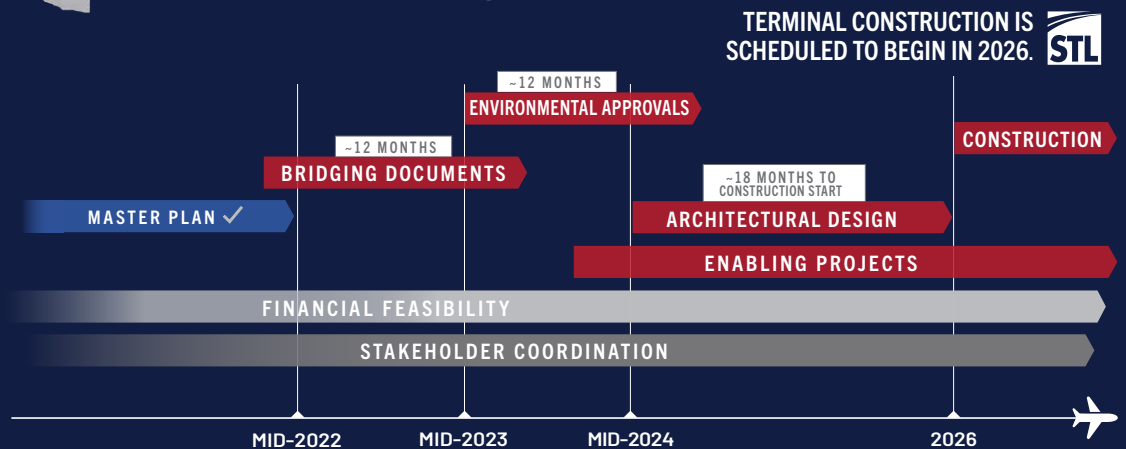 TERMINAL CONSTRUCTION IS
SCHEDULED TO BEGIN IN 2026.
STL
~12 MONTHS
ENVIRONMENTAL APPROVALS
CONSTRUCTION
~12 MONTHS
BRIDGING DOCUMENTS
~18 MONTHS TO
CONSTRUCTION START
MASTER PLAN ✓
ARCHITECTURAL DESIGN
ENABLING PROJECTS
FINANCIAL FEASIBILITY
STAKEHOLDER COORDINATION
MID-2022 MID-2023 MID-2024 2026